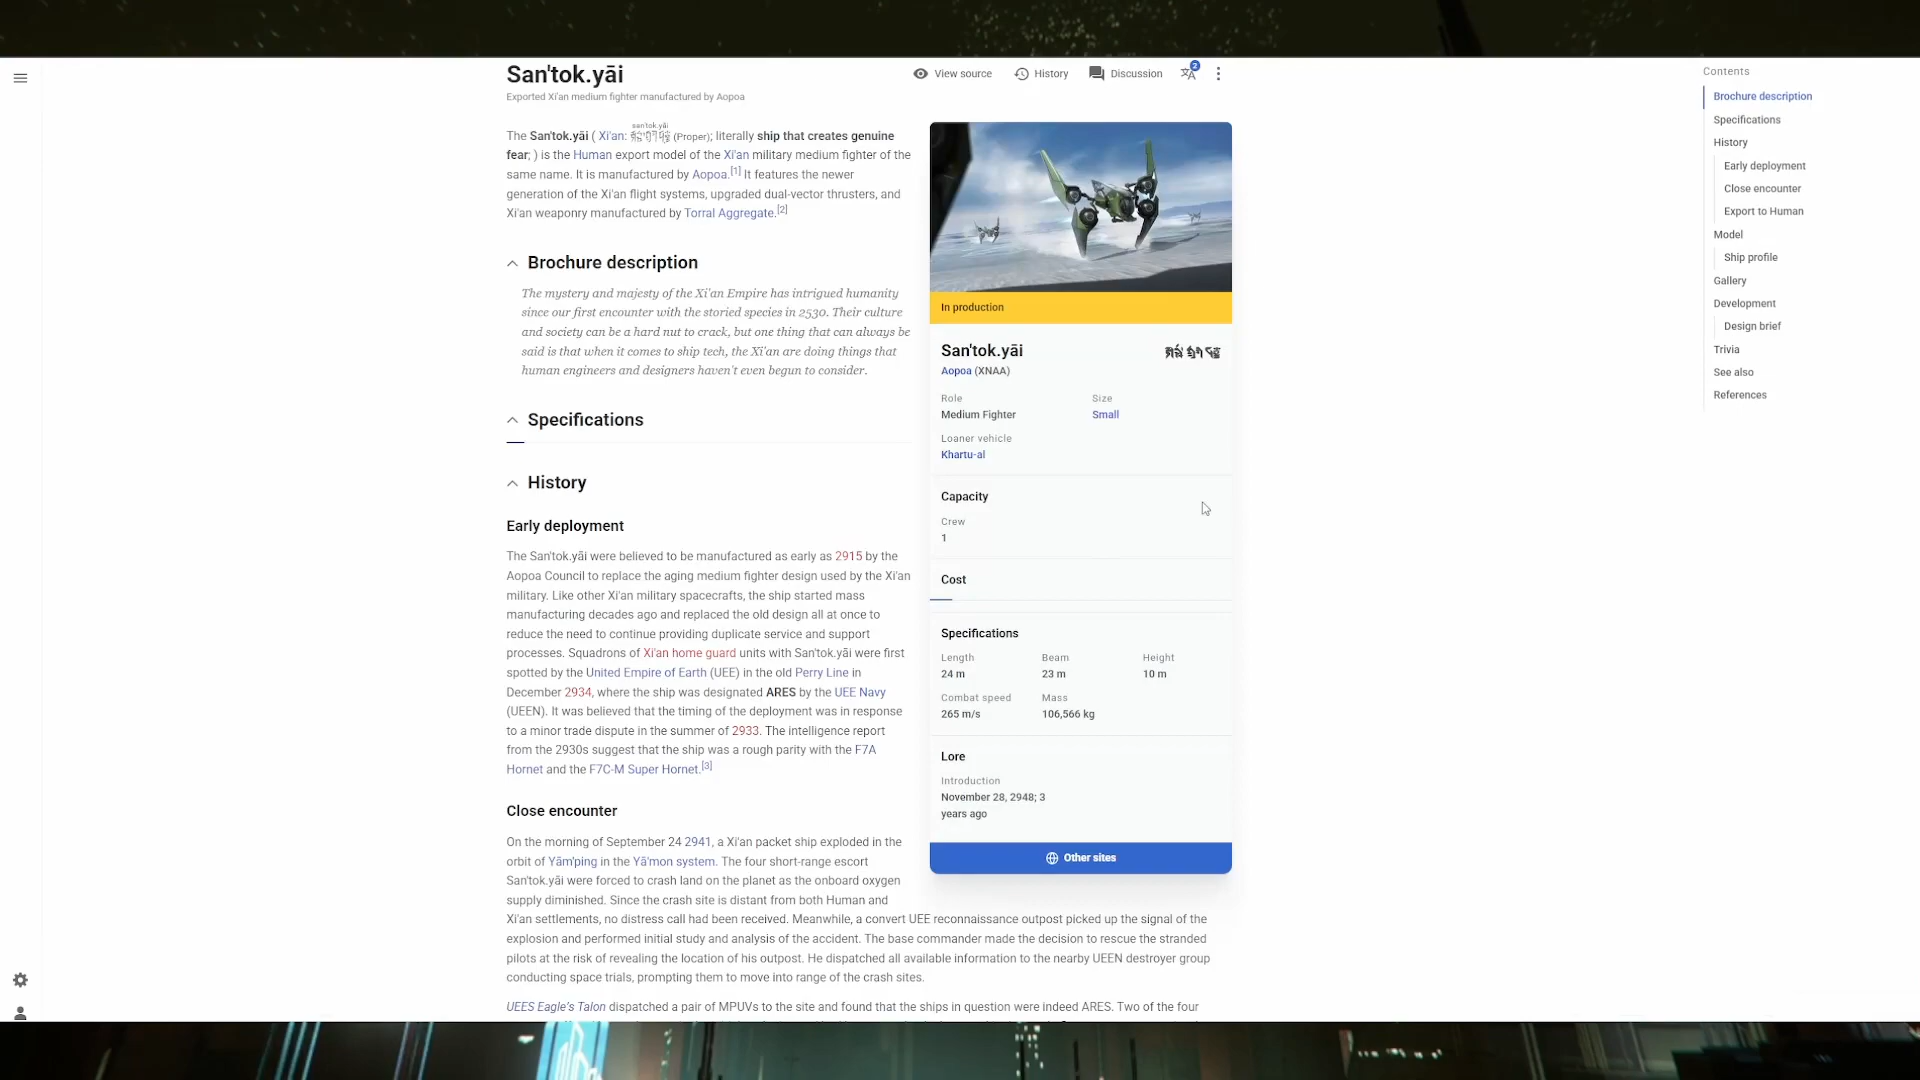 San'tok.yāi
Exported Xi'an medium fighter manufactured by Aopoa
View source
History
Discussion
2
san'tok.yāi
The San'tok.yāi ( Xi'an: (Proper); literally ship that creates genuine
fear; ) is the Human export model of the Xi'an military medium fighter of the
same name. It is manufactured by Aopoa.[1] It features the newer
generation of the Xi'an flight systems, upgraded dual-vector thrusters, and
Xi'an weaponry manufactured by Torral Aggregate.[2]
Brochure description
The mystery and majesty of the Xi'an Empire has intrigued humanity
since our first encounter with the storied species in 2530. Their culture
and society can be a hard nut to crack, but one thing that can always be
said is that when it comes to ship tech, the Xi'an are doing things that
human engineers and designers haven't even begun to consider.
Specifications
History
Early deployment
The San'tok.yāi were believed to be manufactured as early as 2915 by the
Aopoa Council to replace the aging medium fighter design used by the Xi'an
military. Like other Xi'an military spacecrafts, the ship started mass
manufacturing decades ago and replaced the old design all at once to
reduce the need to continue providing duplicate service and support
processes. Squadrons of Xi'an home guard units with San'tok.yāi were first
spotted by the United Empire of Earth (UEE) in the old Perry Line in
December 2934, where the ship was designated ARES by the UEE Navy
(UEEN). It was believed that the timing of the deployment was in response
to a minor trade dispute in the summer of 2933. The intelligence report
from the 2930s suggest that the ship was a rough parity with the F7A
Hornet and the F7C-M Super Hornet.[3]
Close encounter
On the morning of September 24 2941, a Xi'an packet ship exploded in the
orbit of Yām'ping in the Yā'mon system. The four short-range escort
San'tok.yāi were forced to crash land on the planet as the onboard oxygen
supply diminished. Since the crash site is distant from both Human and
Xi'an settlements, no distress call had been received. Meanwhile, a convert UEE reconnaissance outpost picked up the signal of the
explosion and performed initial study and analysis of the accident. The base commander made the decision to rescue the stranded
pilots at the risk of revealing the location of his outpost. He dispatched all available information to the nearby UEEN destroyer group
conducting space trials, prompting them to move into range of the crash sites.
UEES Eagle's Talon dispatched a pair of MPUVs to the site and found that the ships in question were indeed ARES. Two of the four
In production
San'tok.yāi
Aopoa (XNAA)
Role
Size
Medium Fighter
Small
Loaner vehicle
Khartu-al
Capacity
Crew
1
Cost
Specifications
Length
Beam
Height
24 m
23 m
10 m
Combat speed
Mass
265 m/s
106,566 kg
Lore
Introduction
November 28, 2948; 3
years ago
Other sites
Contents
Brochure description
Specifications
History
Early deployment
Close encounter
Export to Human
Model
Ship profile
Gallery
Development
Design brief
Trivia
See also
References